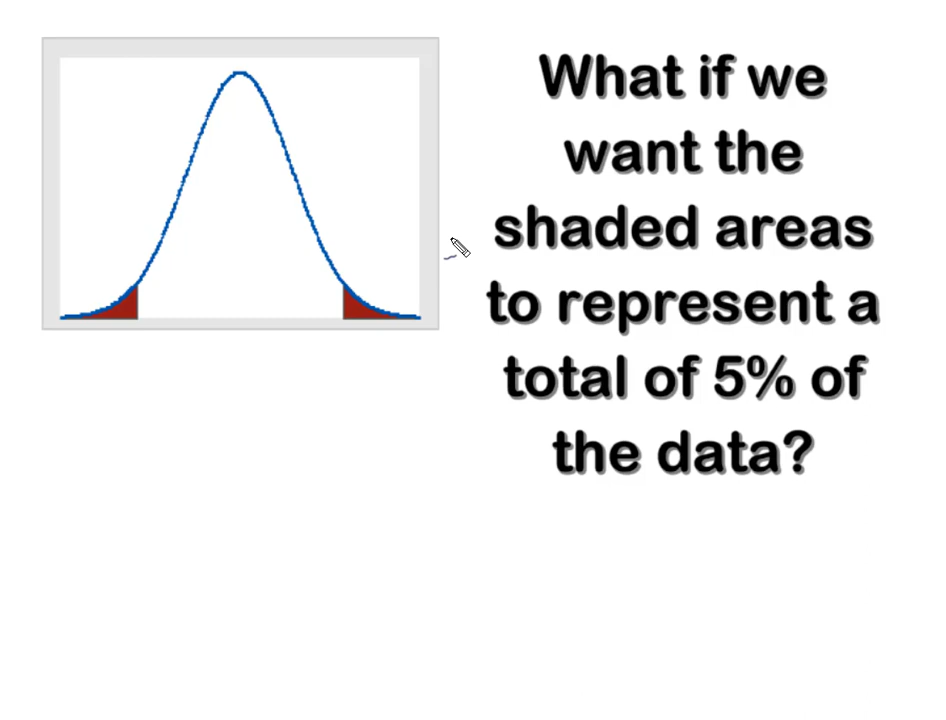 What if we
want the
shaded areas
to represent a
total of 5% of
the data?